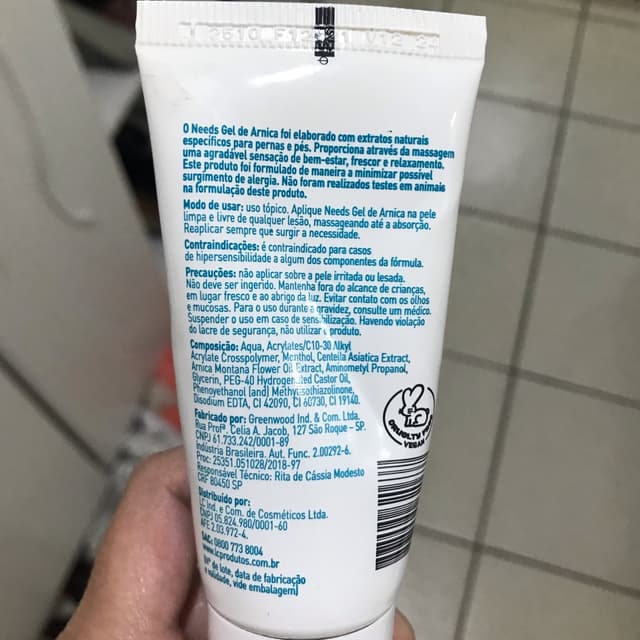 O Needs Gel de Arnica foi elaborado com extratos naturais
específicos para pernas e pés. Proporciona através da massagem
uma agradável sensação de bem-estar, frescor e relaxamento.
Este produto foi formulado de maneira a minimizar possível
surgimento de alergia. Não foram realizados testes em animais
na formulação deste produto.
Modo de usar: uso tópico. Aplique Needs Gel de Arnica na pele
limpa e livre de qualquer lesão, massageando até a absorção.
Reaplicar sempre que surgir a necessidade.
Contraindicações: é contraindicado para casos
de hipersensibilidade a algum dos componentes da fórmula.
Precauções: não aplicar sobre a pele irritada ou lesada.
Não deve ser ingerido. Mantenha fora do alcance de crianças,
em lugar fresco e ao abrigo da luz. Evitar contato com os olhos
e mucosas. Para o uso durante a gravidez, consulte um médico.
Suspender o uso em caso de sensibilização. Havendo violação
do lacre de segurança, não utilizar o produto.
Composição: Aqua, Acrylates/C10-30 Alkyl
Acrylate Crosspolymer, Menthol, Centella Asiatica Extract,
Arnica Montana Flower Oil Extract, Aminometyl Propanol,
Glycerin, PEG-40 Hydrogenated Castor Oil,
Phenoyethanol (and) Methylsothiazolinone,
Disodium EDTA, CI 42090, CI 60730, CI 19140.
Fabricado por: Greenwood Ind. & Com. Ltda.
Rua Profª. Celia A. Jacob, 127 São Roque - SP.
CNPJ 61.733.242/0001-89
Indústria Brasileira. Aut. Func. 2.00292-6.
Proc: 25351.051028/2018-97
Responsável Técnico: Rita de Cássia Modesto
CRF 80450 SP
Distribuído por:
Ind. e Com. de Cosméticos Ltda.
CNPJ 05.824.980/0001-60
AFE 2.03.972-4.
SAC: 0800 773 8004
www.lcprodutos.com.br
Nº de lote, data de fabricação
e validade, vide embalagem
VEGAN